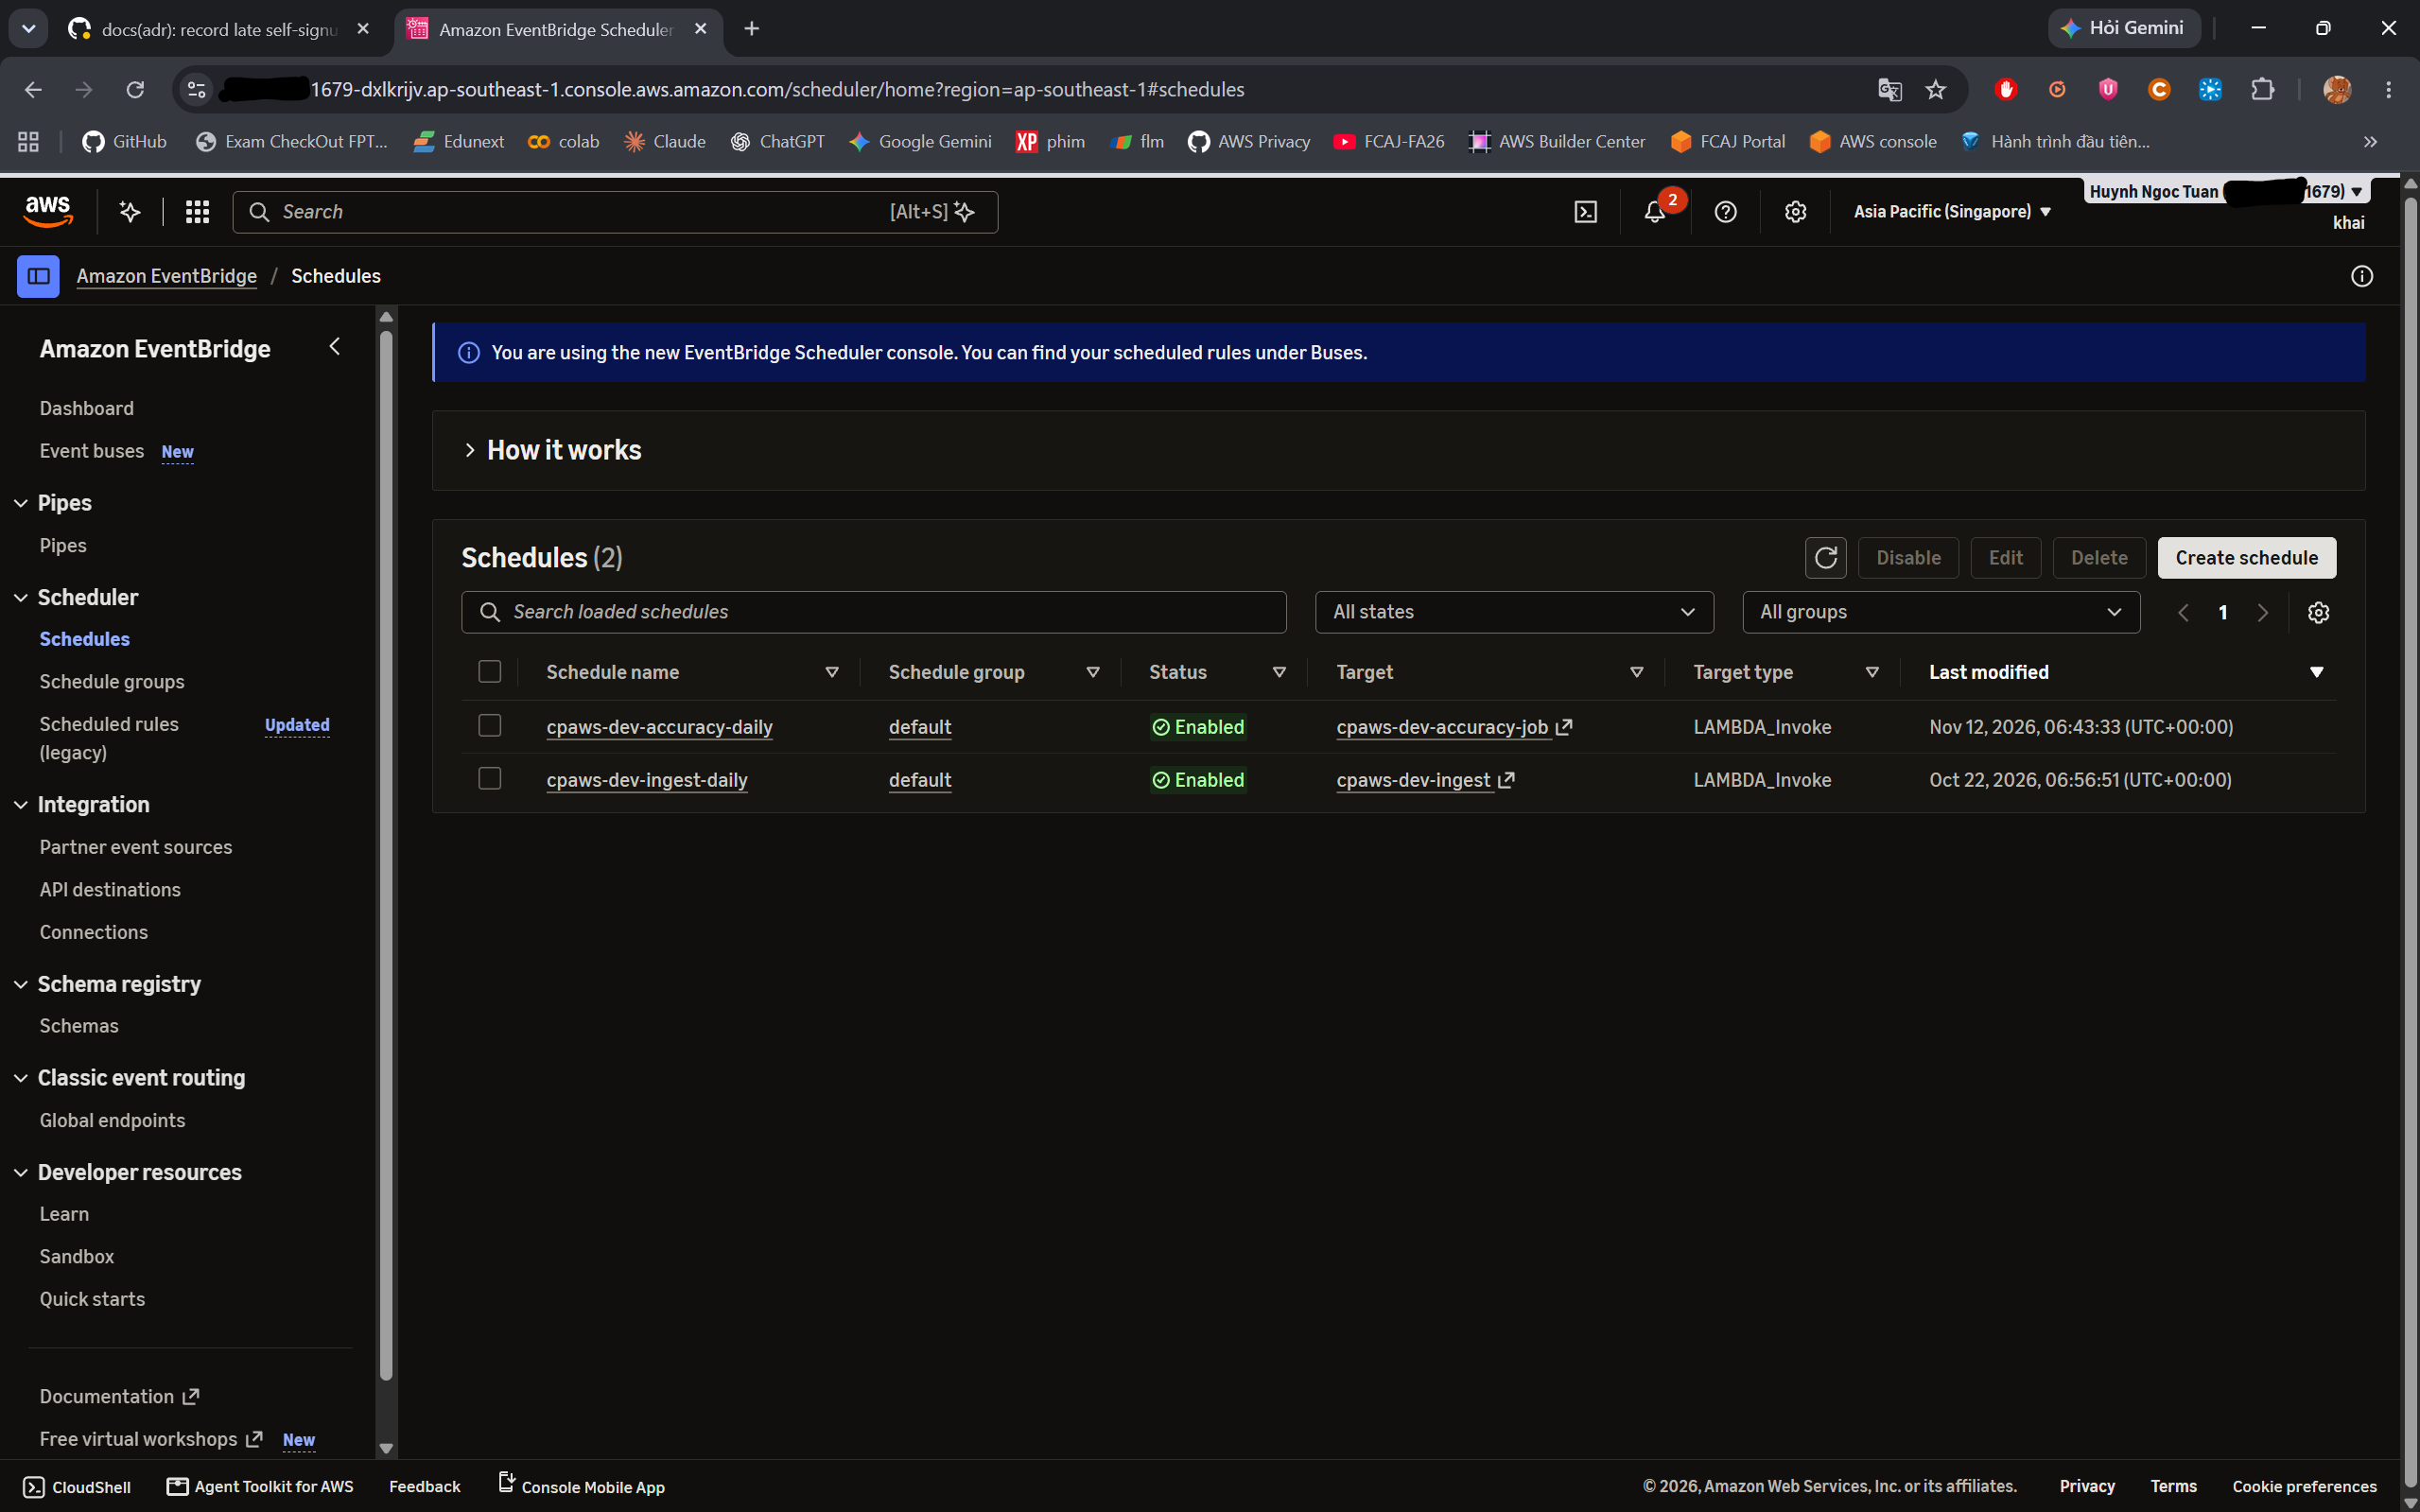 docs(adr): record late self-signu
Amazon EventBridge Scheduler
Hỏi Gemini
1679-dxlkrijv.ap-southeast-1.console.aws.amazon.com/scheduler/home?region=ap-southeast-1#schedules
GitHub
Exam CheckOut FPT...
Edunext
colab
Claude
ChatGPT
Google Gemini
XP phim
flm
AWS Privacy
FCAJ-FA26
AWS Builder Center
FCAJ Portal
AWS console
Hành trình đầu tiên...
aws
Search
[Alt+S]
2
Asia Pacific (Singapore)
Huynh Ngoc Tuan
1679)
khai
Amazon EventBridge / Schedules
Amazon EventBridge
Dashboard
Event buses New
Pipes
Pipes
Scheduler
Schedules
Schedule groups
Scheduled rules (legacy)
Updated
Integration
Partner event sources
API destinations
Connections
Schema registry
Schemas
Classic event routing
Global endpoints
Developer resources
Learn
Sandbox
Quick starts
Documentation
Free virtual workshops New
You are using the new EventBridge Scheduler console. You can find your scheduled rules under Buses.
How it works
Schedules (2)
Disable
Edit
Delete
Create schedule
Search loaded schedules
All states
All groups
1
Schedule name
Schedule group
Status
Target
Target type
Last modified
cpaws-dev-accuracy-daily
default
Enabled
cpaws-dev-accuracy-job
LAMBDA_Invoke
Nov 12, 2026, 06:43:33 (UTC+00:00)
cpaws-dev-ingest-daily
default
Enabled
cpaws-dev-ingest
LAMBDA_Invoke
Oct 22, 2026, 06:56:51 (UTC+00:00)
CloudShell
Agent Toolkit for AWS
Feedback
Console Mobile App
© 2026, Amazon Web Services, Inc. or its affiliates.
Privacy
Terms
Cookie preferences